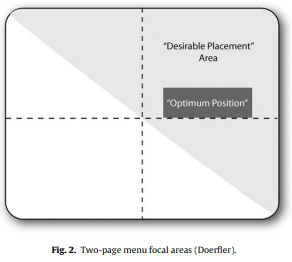 “Desirable Placement”
Area
“Optimum Position”
Fig. 2. Two-page menu focal areas (Doerfler).